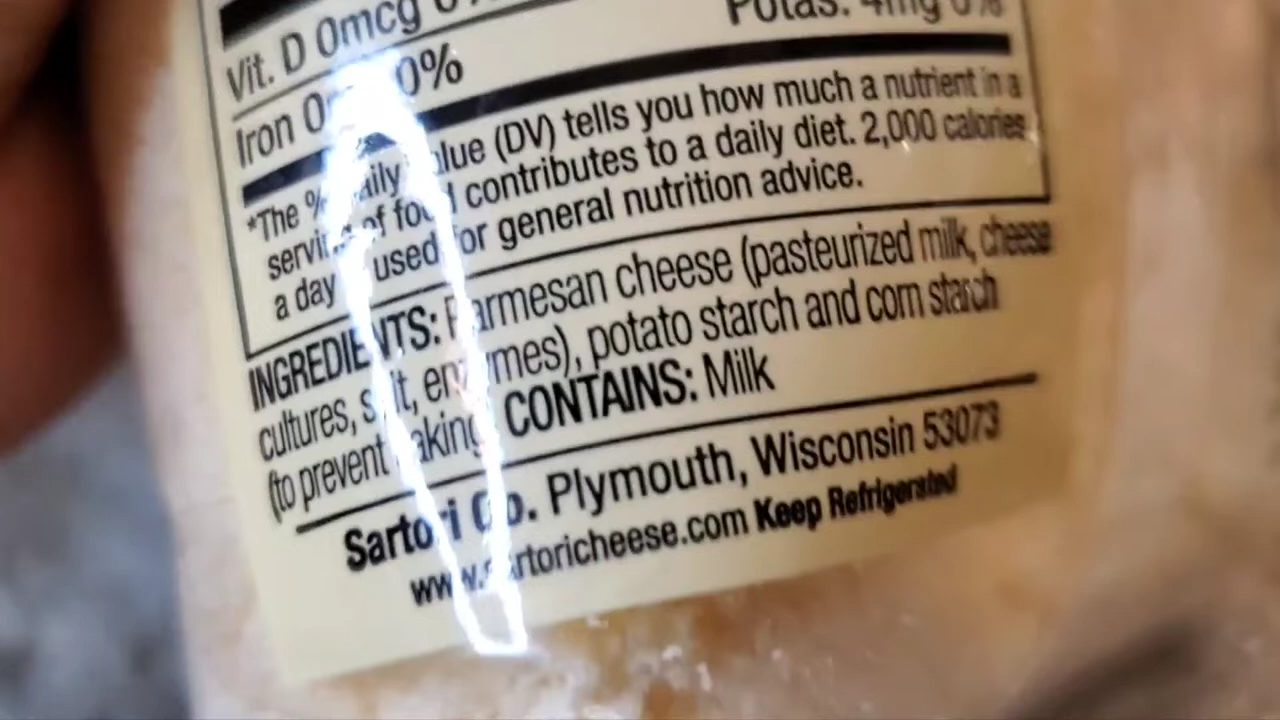 Vit. D 0mcg 0%
Potas. 4mg 0%
Iron 0%
*The % Daily Value (DV) tells you how much a nutrient in a
serving of food contributes to a daily diet. 2,000 calories
a day used for general nutrition advice.
INGREDIENTS: Parmesan cheese (pasteurized milk, cheese
cultures, salt, enzymes), potato starch and corn starch
(to prevent caking). CONTAINS: Milk
Sartori Co. Plymouth, Wisconsin 53073
www.sartoricheese.com Keep Refrigerated